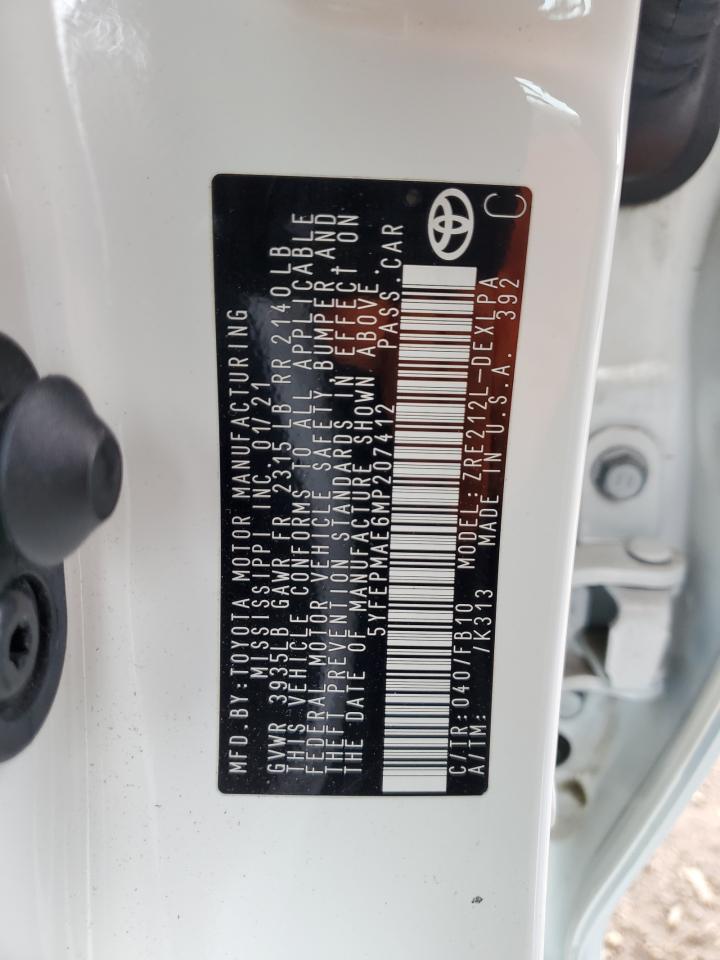 MFD.BY:TOYOTA MOTOR MANUFACTURING
MISSISSIPPI INC. 01/21
GVWR 3935LB GAWR FR 2315 LB RR 2140LB
THIS VEHICLE CONFORMS TO ALL APPLICABLE
FEDERAL MOTOR VEHICLE SAFETY, BUMPER AND
THEFT PREVENTION STANDARDS IN EFFECT ON
THE DATE OF MANUFACTURE SHOWN ABOVE.
5YFEPMAE6MP207412 PASS.CAR
C/TR: 040/FB10 MODEL: ZRE212L-DEXLPA
A/TM: /K313 MADE IN U.S.A. 392
C